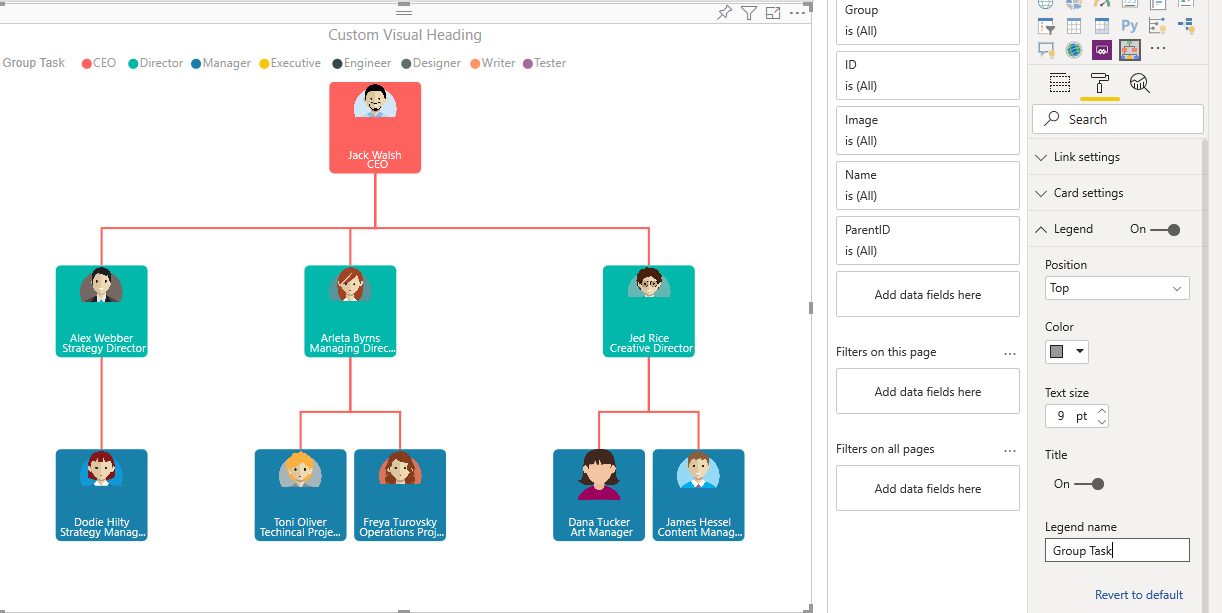 Custom Visual Heading
Group Task CEO Director Manager Executive Engineer Designer Writer Tester
Jack Walsh
CEO
Alex Webber
Strategy Director
Arleta Byrns
Managing Direc...
Jed Rice
Creative Director
Dodie Hilty
Strategy Manag...
Toni Oliver
Techincal Proje...
Freya Turovsky
Operations Proj...
Dana Tucker
Art Manager
James Hessel
Content Manag...
Group
is (All)
ID
is (All)
Image
is (All)
Name
is (All)
ParentID
is (All)
Add data fields here
Filters on this page
Add data fields here
Filters on all pages
Add data fields here
Py
Search
Link settings
Card settings
Legend On
Position
Top
Color
Text size
9 pt
Title
On
Legend name
Group Task
Revert to default